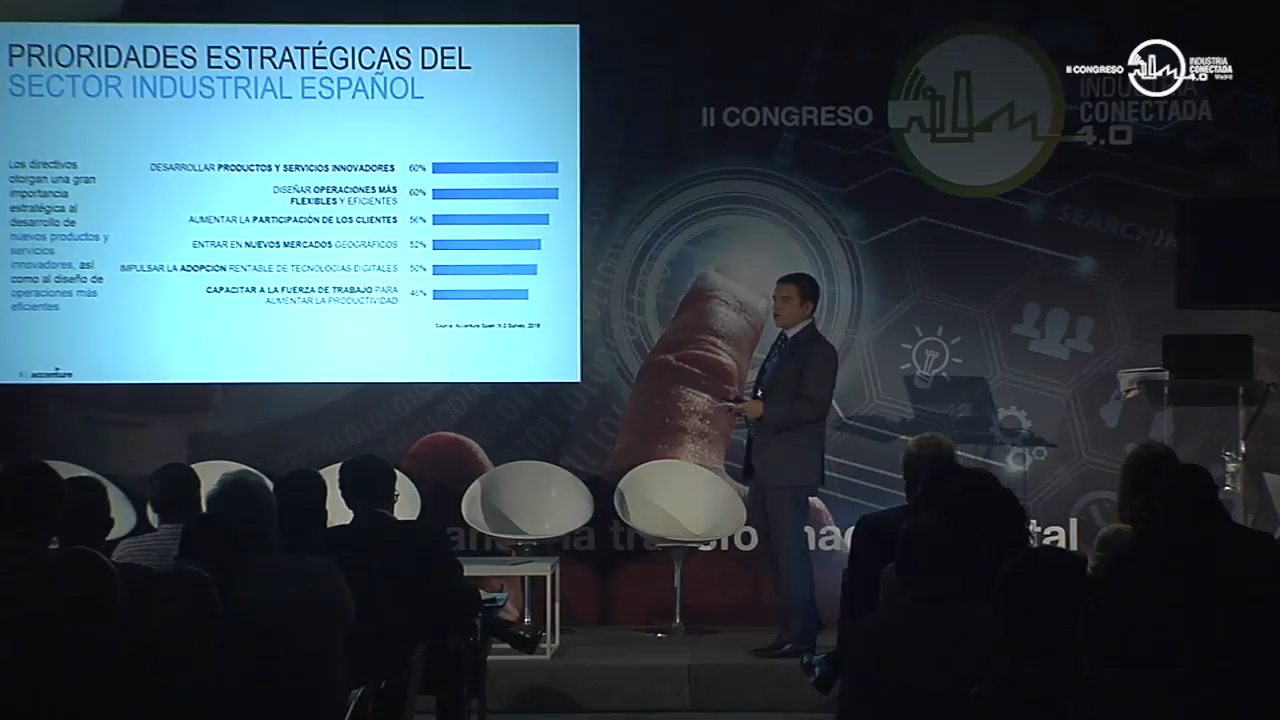 PRIORIDADES ESTRATÉGICAS DEL
SECTOR INDUSTRIAL ESPAÑOL
Los directivos
otorgan una gran
importancia
estratégica al
desarrollo de
nuevos productos y
servicios
innovadores, así
como al diseño de
operaciones más
eficientes
DESARROLLAR PRODUCTOS Y SERVICIOS INNOVADORES 60%
DISEÑAR OPERACIONES MÁS
FLEXIBLES Y EFICIENTES 60%
AUMENTAR LA PARTICIPACIÓN DE LOS CLIENTES 56%
ENTRAR EN NUEVOS MERCADOS GEOGRÁFICOS 52%
IMPULSAR LA ADOPCIÓN RENTABLE DE TECNOLOGÍAS DIGITALES 50%
CAPACITAR A LA FUERZA DE TRABAJO PARA
AUMENTAR LA PRODUCTIVIDAD 46%
accenture
II CONGRESO
INDUSTRIA
CONECTADA
4.0
Madrid
II CONGRESO
INDUSTRIA
CONECTADA
4.0
SEARCHIN
la
tal